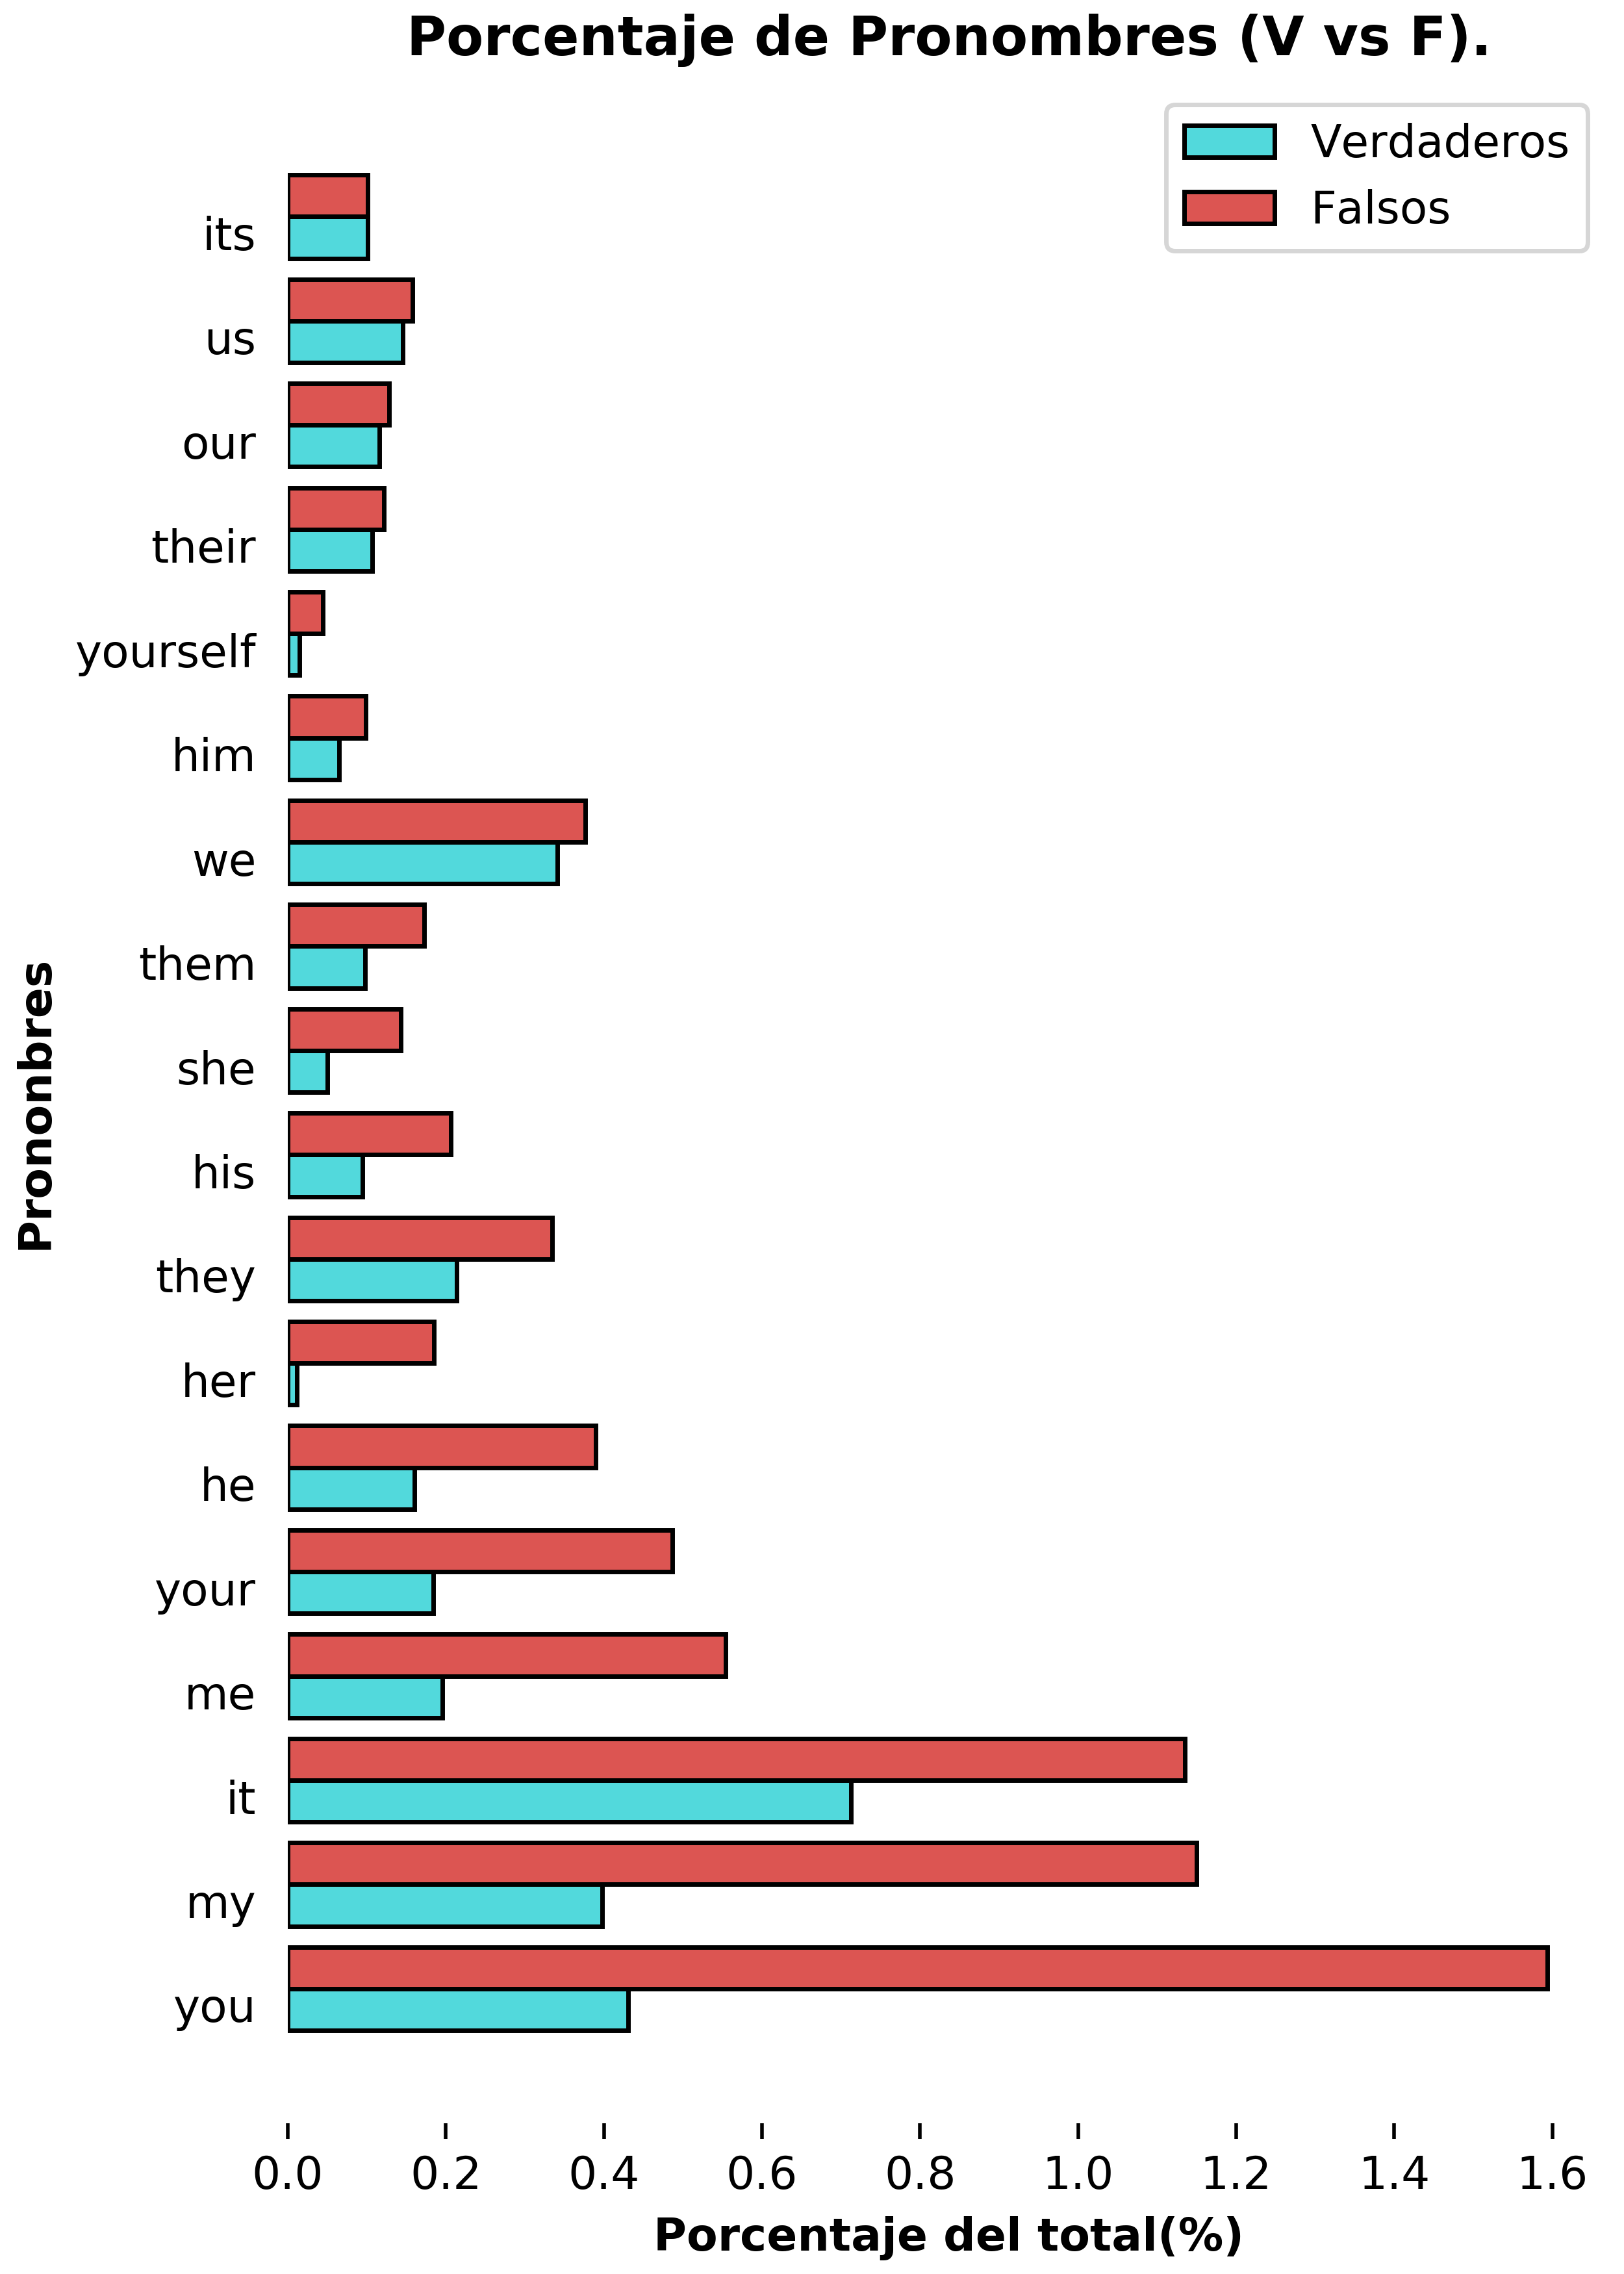 Porcentaje de Pronombres (V vs F).
Verdaderos
Falsos
its
us
our
their
yourself
him
we
them
she
his
they
her
he
your
me
it
my
you
Pronombres
0.0 0.2 0.4 0.6 0.8 1.0 1.2 1.4 1.6
Porcentaje del total(%)